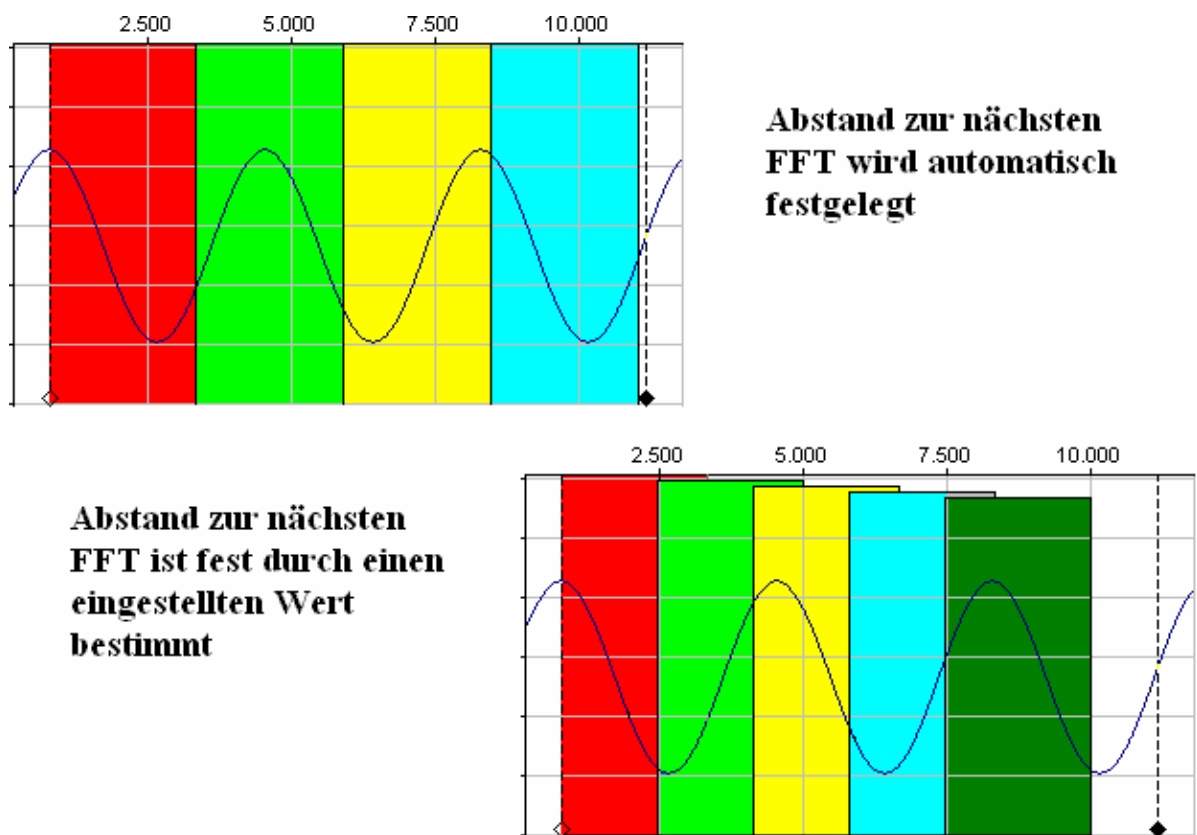 2.500 5.000 7.500 10.000
Abstand zur nächsten
FFT wird automatisch
festgelegt
2.500 5.000 7.500 10.000
Abstand zur nächsten
FFT ist fest durch einen
eingestellten Wert
bestimmt